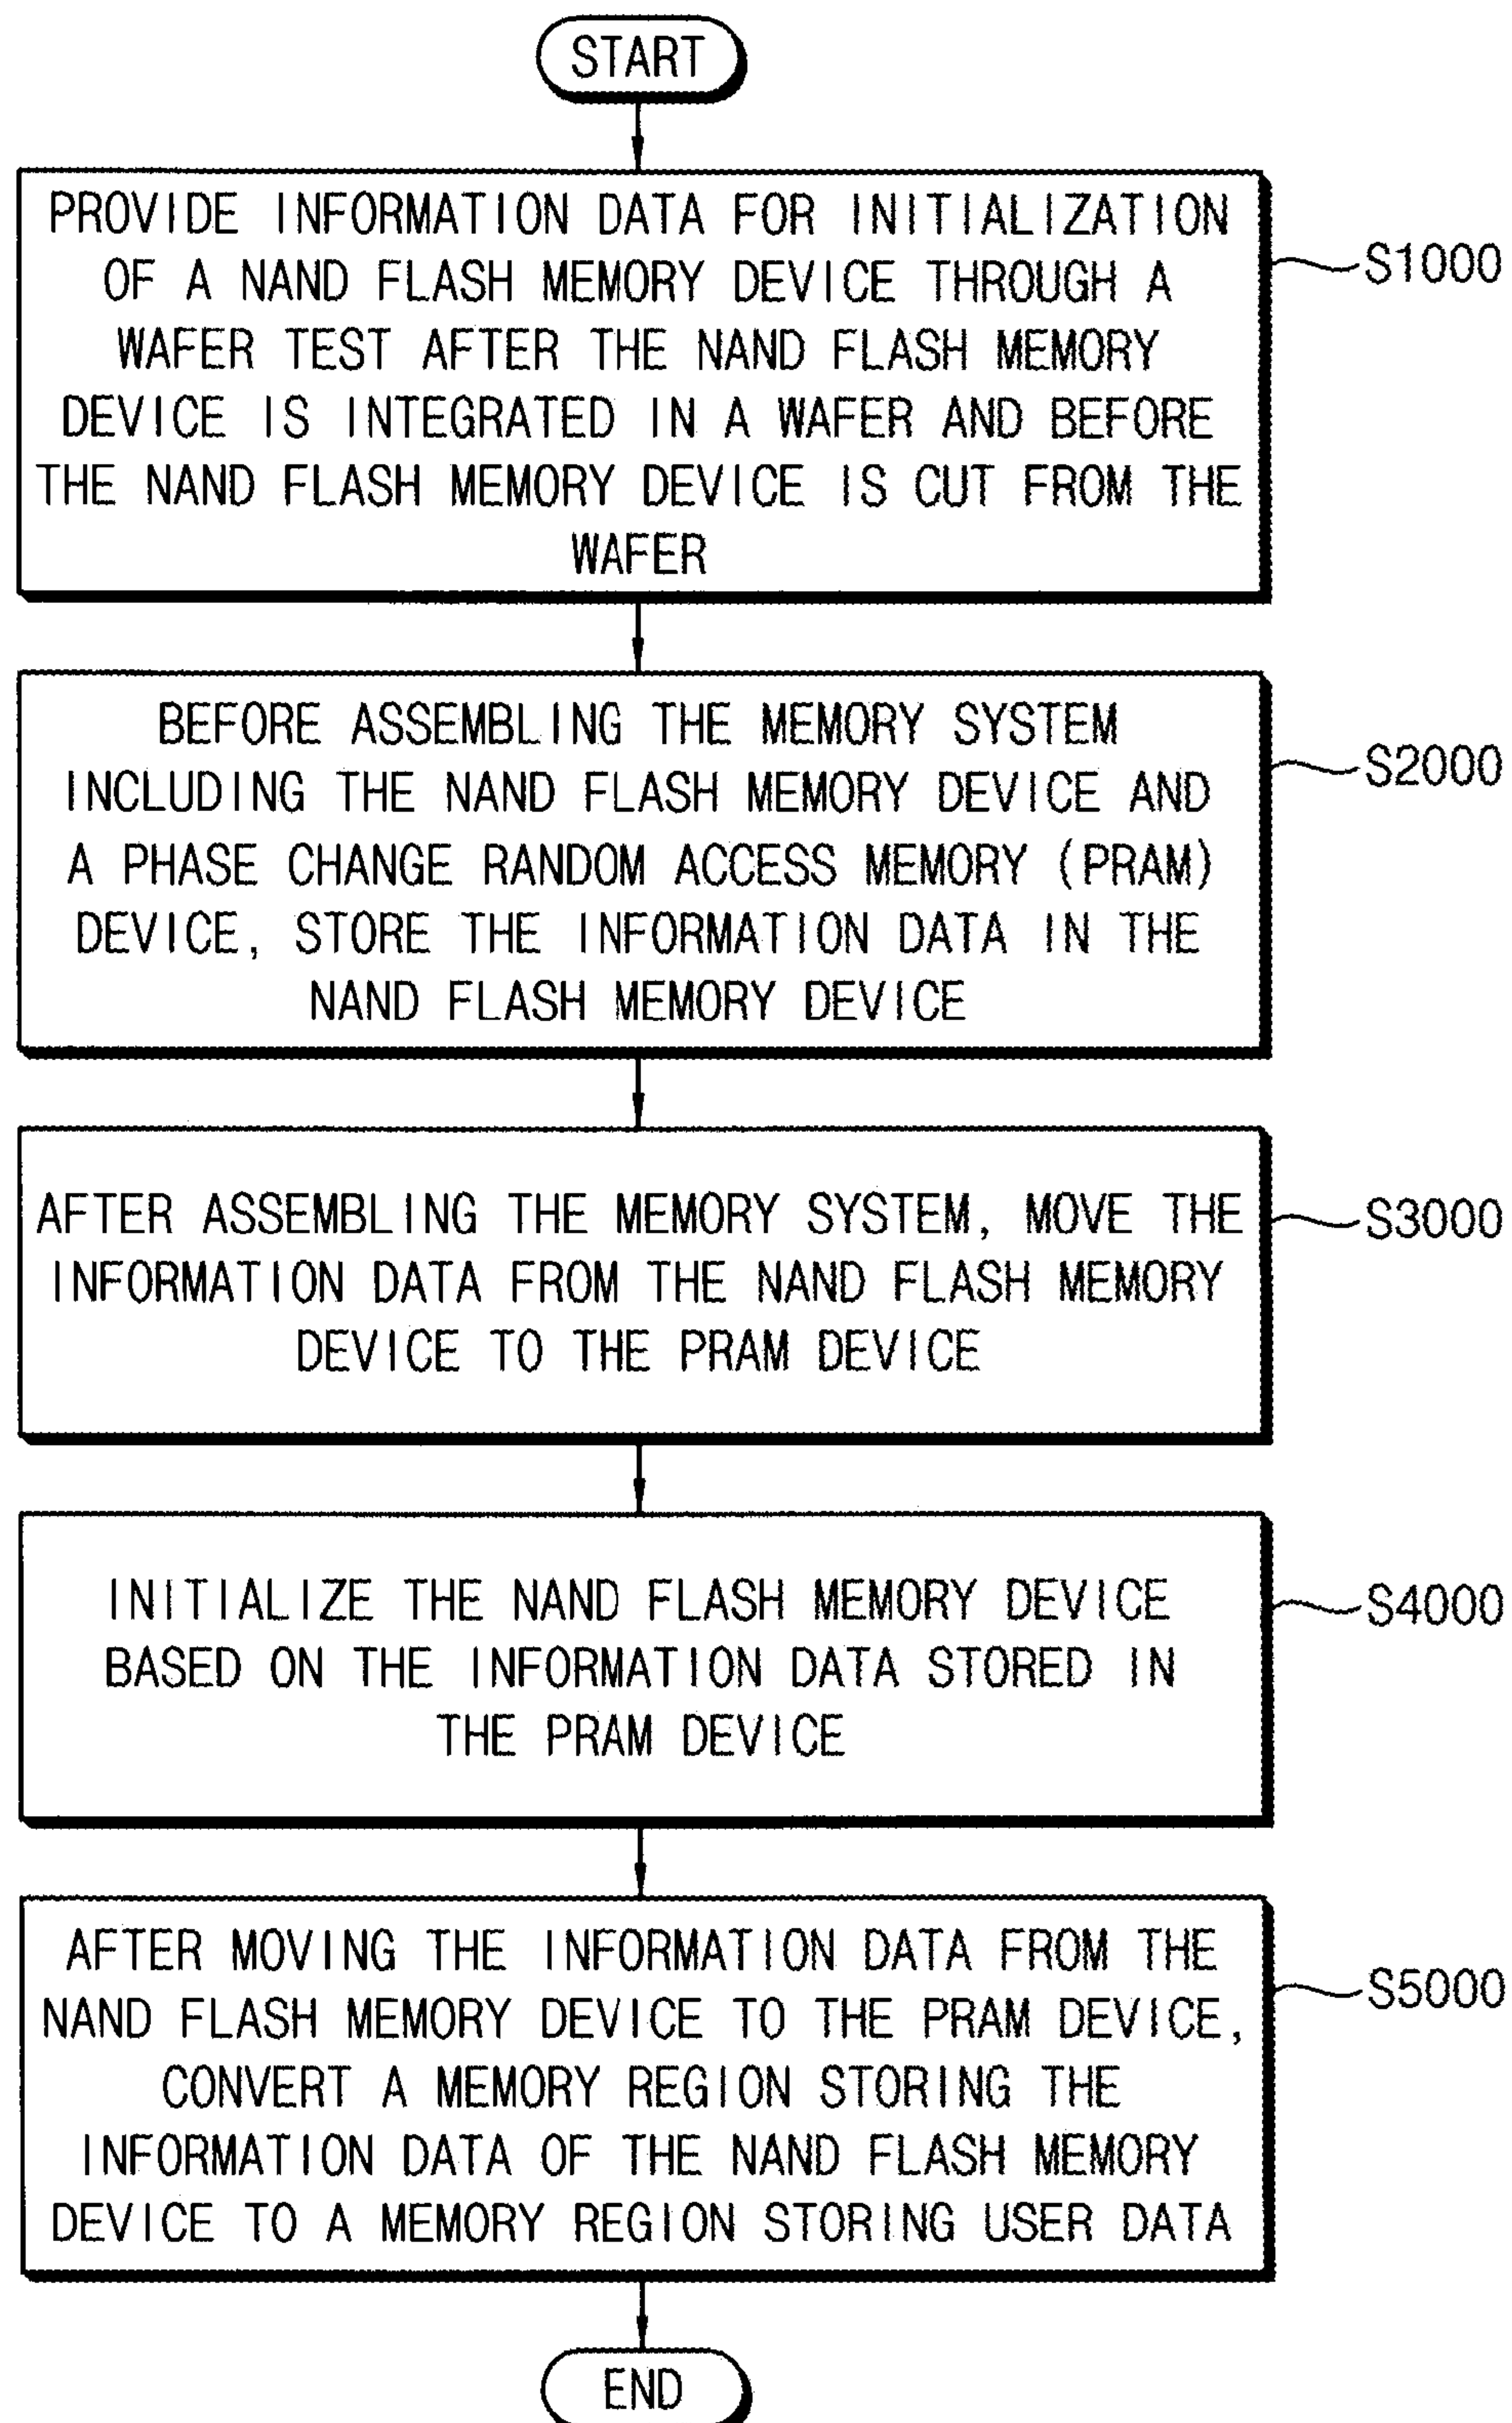 START
PROVIDE INFORMATION DATA FOR INITIALIZATION
OF A NAND FLASH MEMORY DEVICE THROUGH A
WAFER TEST AFTER THE NAND FLASH MEMORY
DEVICE IS INTEGRATED IN A WAFER AND BEFORE
THE NAND FLASH MEMORY DEVICE IS CUT FROM THE
WAFER
S1000
BEFORE ASSEMBLING THE MEMORY SYSTEM
INCLUDING THE NAND FLASH MEMORY DEVICE AND
A PHASE CHANGE RANDOM ACCESS MEMORY (PRAM)
DEVICE, STORE THE INFORMATION DATA IN THE
NAND FLASH MEMORY DEVICE
S2000
AFTER ASSEMBLING THE MEMORY SYSTEM, MOVE THE
INFORMATION DATA FROM THE NAND FLASH MEMORY
DEVICE TO THE PRAM DEVICE
S3000
INITIALIZE THE NAND FLASH MEMORY DEVICE
BASED ON THE INFORMATION DATA STORED IN
THE PRAM DEVICE
S4000
AFTER MOVING THE INFORMATION DATA FROM THE
NAND FLASH MEMORY DEVICE TO THE PRAM DEVICE,
CONVERT A MEMORY REGION STORING THE
INFORMATION DATA OF THE NAND FLASH MEMORY
DEVICE TO A MEMORY REGION STORING USER DATA
S5000
END